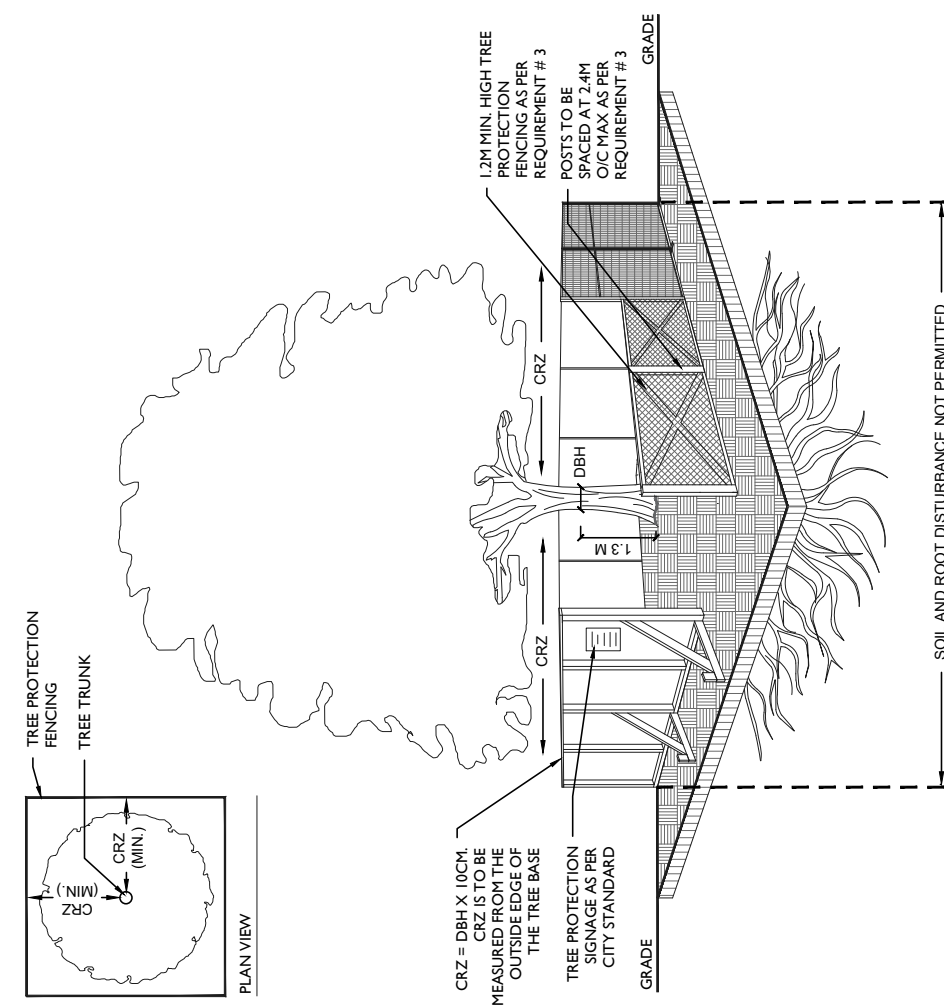 TREE PROTECTION
FENCING
TREE TRUNK
CRZ
(MIN.)
CRZ
(MIN.)
PLAN VIEW
CRZ = DBH X 10CM.
CRZ IS TO BE
MEASURED FROM THE
OUTSIDE EDGE OF
THE TREE BASE
TREE PROTECTION
SIGNAGE AS PER
CITY STANDARD
GRADE
CRZ
CRZ
DBH
1.3 M
1.2M MIN. HIGH TREE
PROTECTION
FENCING AS PER
REQUIREMENT # 3
POSTS TO BE
SPACED AT 2.4M
O/C MAX AS PER
REQUIREMENT # 3
GRADE
SOIL AND ROOT DISTURBANCE NOT PERMITTED